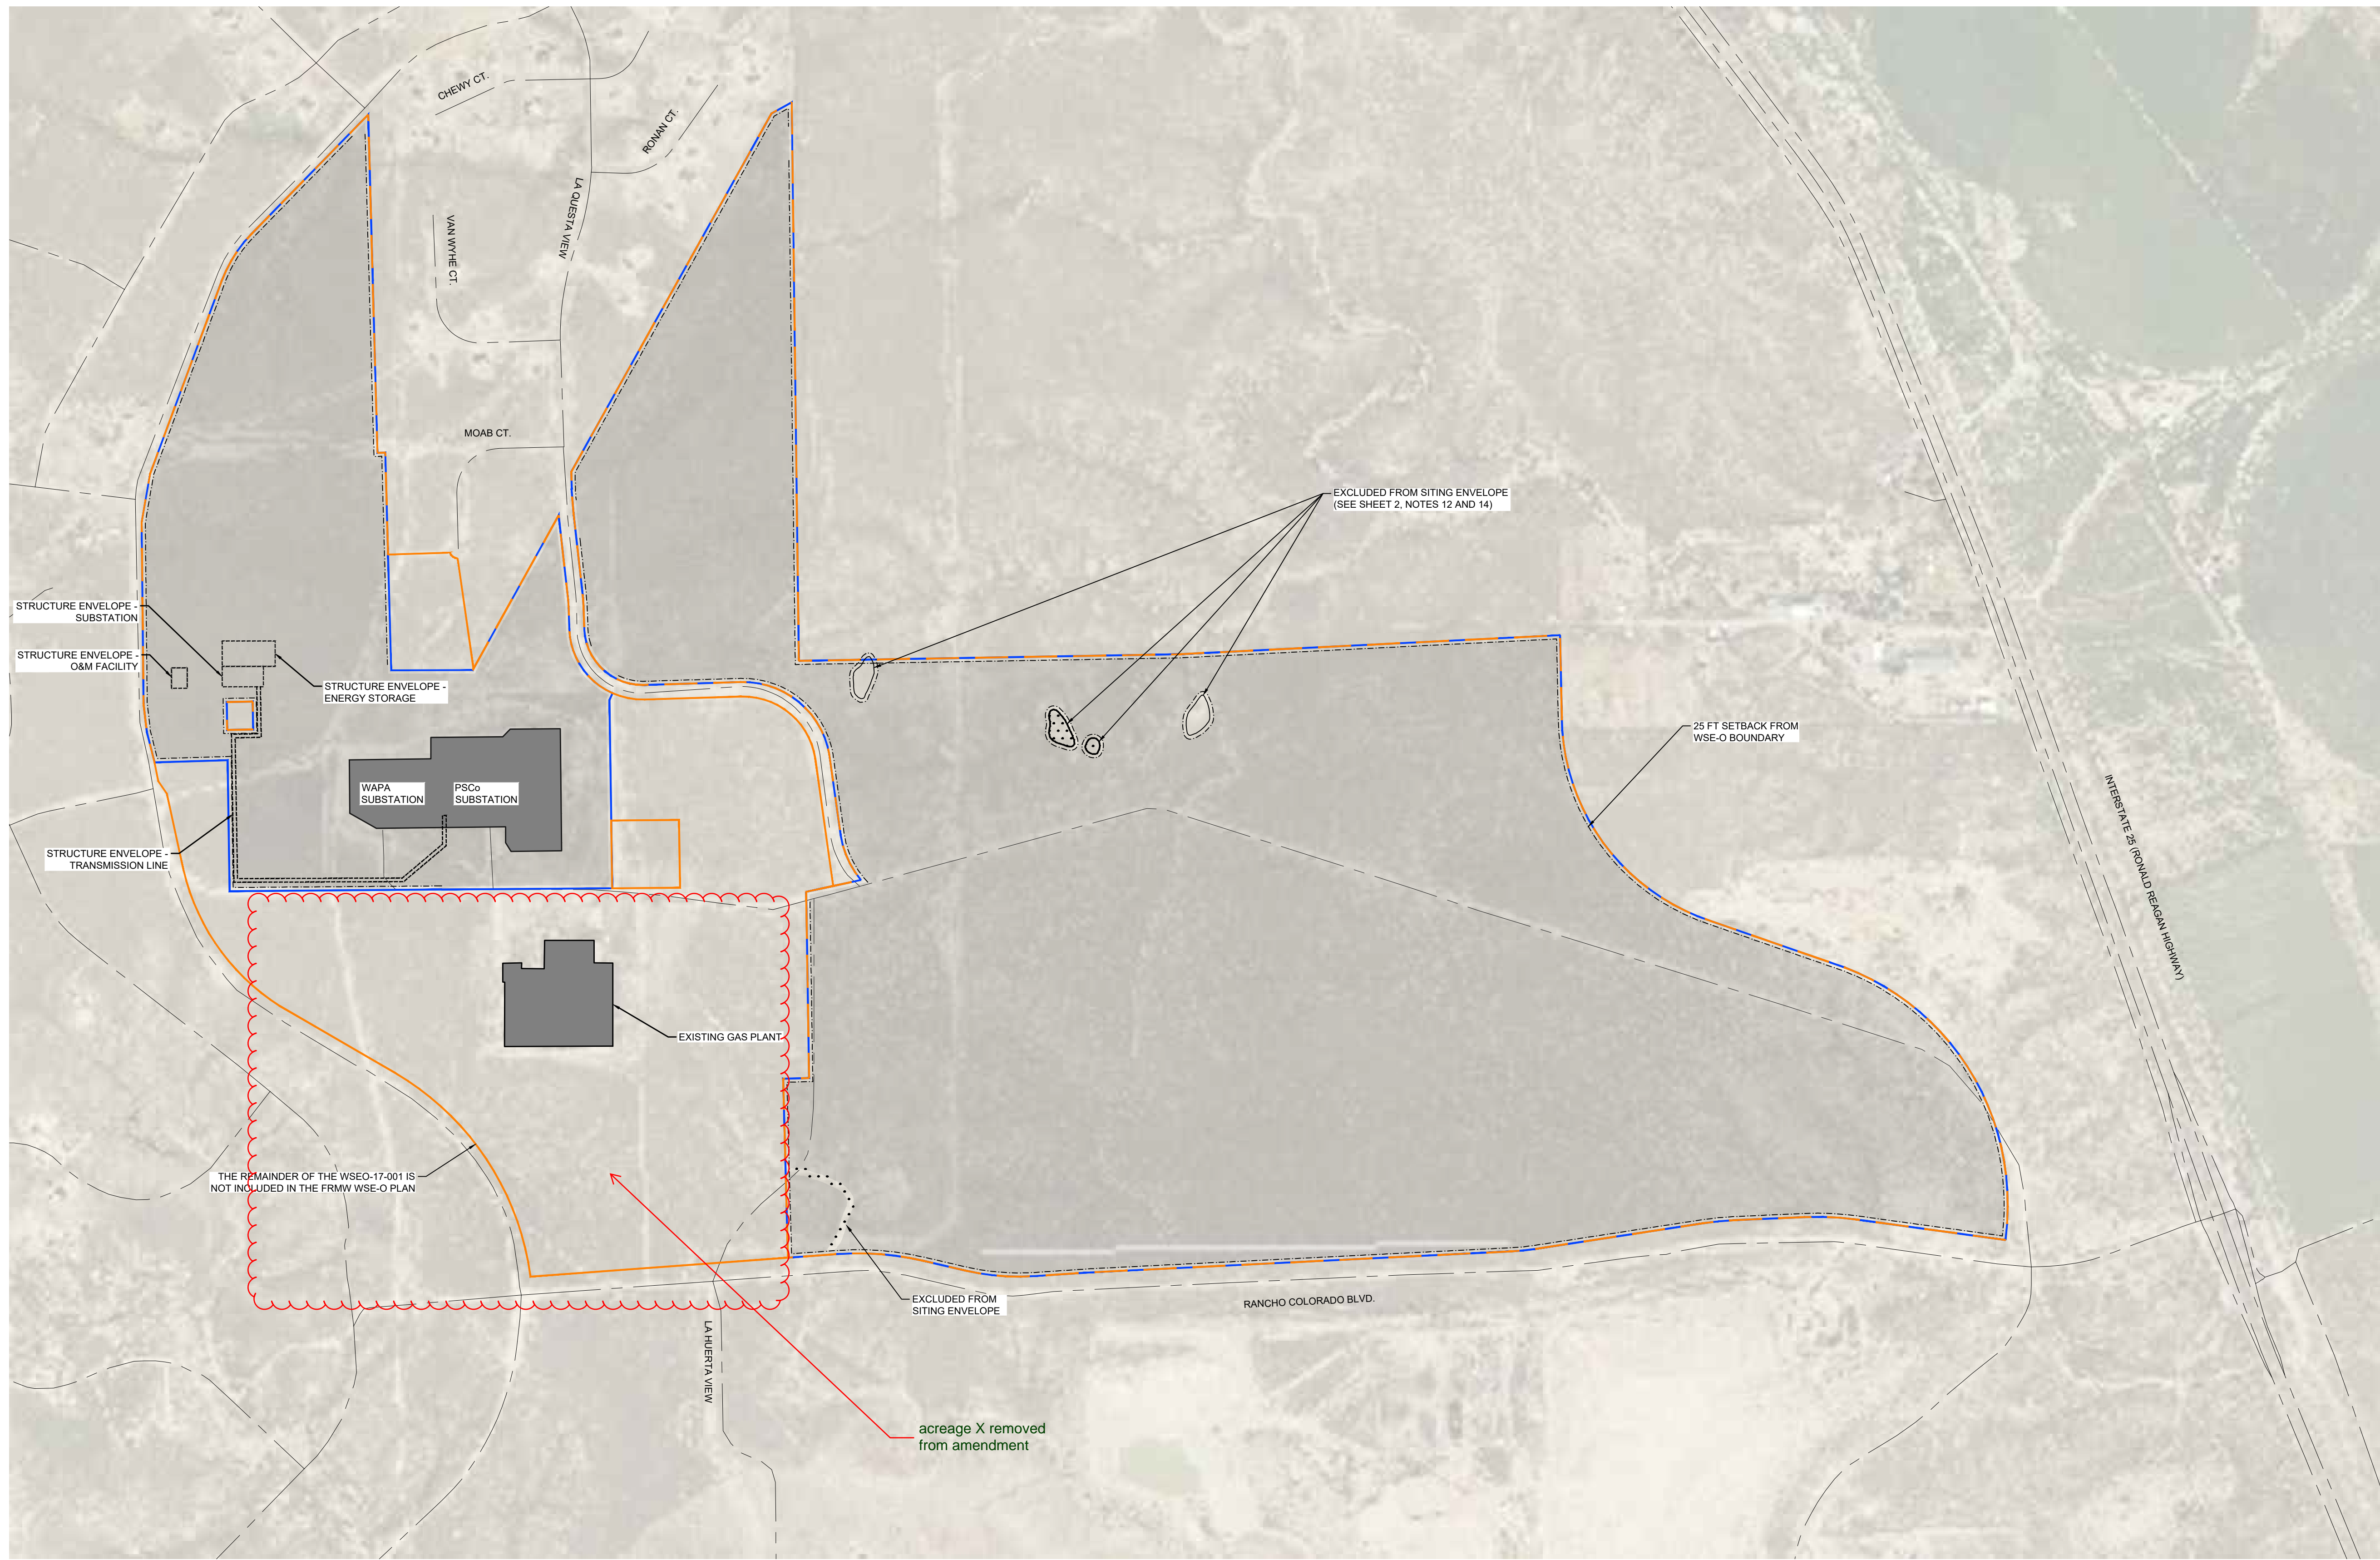 CHEWY CT.
RONAN CT.
LA QUESTA VIEW
VAN WYHE CT.
MOAB CT.
EXCLUDED FROM SITING ENVELOPE
(SEE SHEET 2, NOTES 12 AND 14)
STRUCTURE ENVELOPE -
SUBSTATION
STRUCTURE ENVELOPE -
O&M FACILITY
STRUCTURE ENVELOPE -
ENERGY STORAGE
25 FT SETBACK FROM
WSE-O BOUNDARY
WAPA
SUBSTATION
PSCo
SUBSTATION
INTERSTATE 25 (RONALD REAGAN HIGHWAY)
STRUCTURE ENVELOPE -
TRANSMISSION LINE
EXISTING GAS PLANT
THE REMAINDER OF THE WSEO-17-001 IS
NOT INCLUDED IN THE FRMW WSE-O PLAN
EXCLUDED FROM
SITING ENVELOPE
RANCHO COLORADO BLVD.
LA HUERTA VIEW
acreage X removed
from amendment